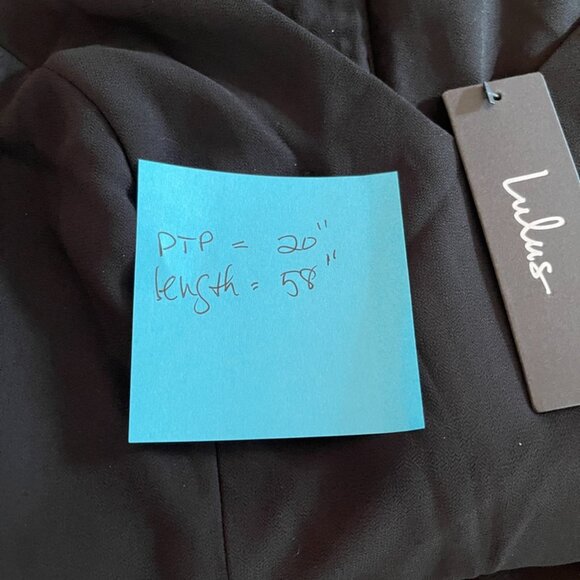 PTP = 20"
length = 58"
Lulus